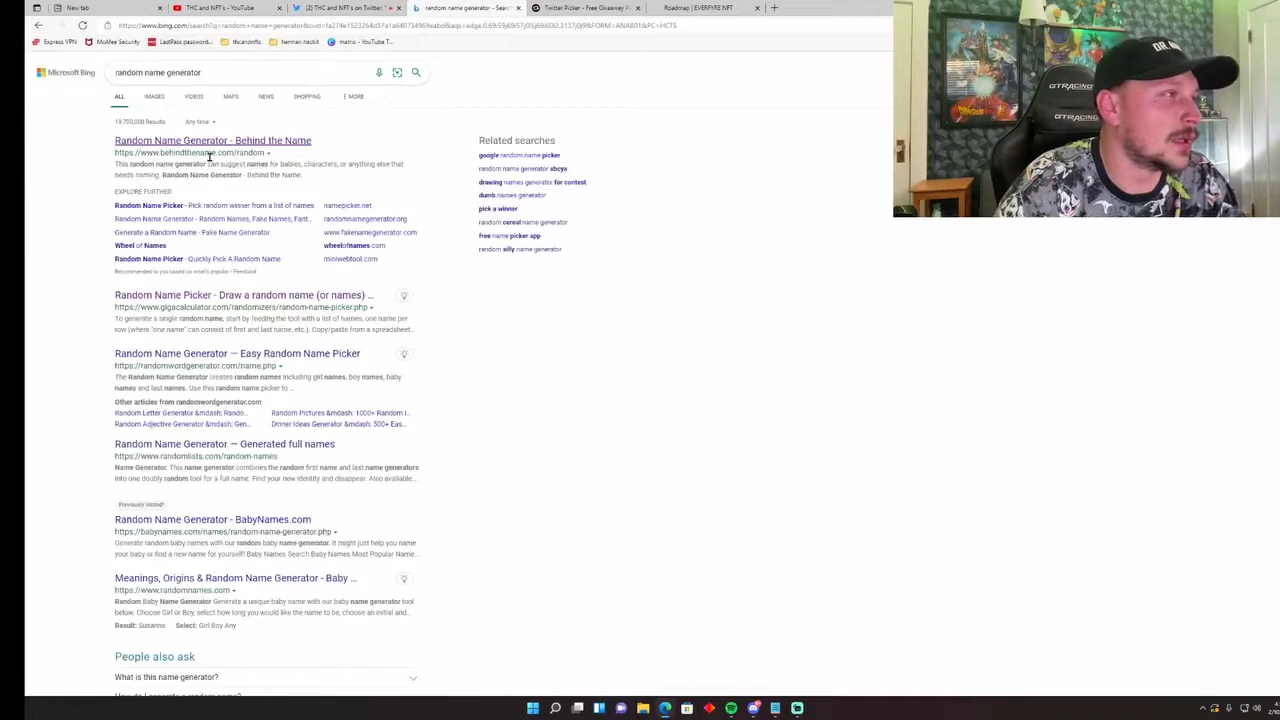 New tab
THC and NFT's - YouTube
(2) THC and NFT's on Twitter: "
random name generator - Sear
Twitter Picker - Free Giveaway Pi
Roadmap | EVERFYRE NFT
Express VPN
McAfee Security
LastPass password...
thcandnfts
herman hackit
matrix - YouTube T...
Microsoft Bing
random name generator
ALL
IMAGES
VIDEOS
MAPS
NEWS
SHOPPING
MORE
19,700,000 Results
Any time
Random Name Generator - Behind the Name
https://www.behindthename.com/random
This random name generator can suggest names for babies, characters, or anything else that
needs naming. Random Name Generator - Behind the Name.
EXPLORE FURTHER
Random Name Picker - Pick random winner from a list of names
namepicker.net
Random Name Generator - Random Names, Fake Names, Fant...
randomnamegenerator.org
Generate a Random Name - Fake Name Generator
www.fakenamegenerator.com
Wheel of Names
wheelofnames.com
Random Name Picker - Quickly Pick A Random Name
miniwebtool.com
Recommended to you based on what's popular • Feedback
Random Name Picker - Draw a random name (or names) ...
https://www.gigacalculator.com/randomizers/random-name-picker.php
To generate a single random name, start by feeding the tool with a list of names, one name per
row (where "one name" can consist of first and last name, etc.). Copy/paste from a spreadsheet...
Random Name Generator — Easy Random Name Picker
https://randomwordgenerator.com/name.php
The Random Name Generator creates random names including girl names, boy names, baby
names and last names. Use this random name picker to ...
Other articles from randomwordgenerator.com
Random Letter Generator &mdash; Rando...
Random Pictures &mdash; 1000+ Random I...
Random Adjective Generator &mdash; Gen...
Dinner Ideas Generator &mdash; 500+ Eas...
Random Name Generator — Generated full names
https://www.randomlists.com/random-names
Name Generator. This name generator combines the random first name and last name generators
into one doubly random tool for a full name. Find your new identity and disappear. Also available...
Previously visited*
Random Name Generator - BabyNames.com
https://babynames.com/names/random-name-generator.php
Generate random baby names with our random baby name generator. It might just help you name
your baby or find a new name for yourself! Baby Names Search Baby Names Most Popular Name...
Meanings, Origins & Random Name Generator - Baby ...
https://www.randomnames.com
Random Baby Name Generator Generate a unique baby name with our baby name generator tool
below. Choose Girl or Boy, select how long you would like the name to be, choose an initial and...
Result: Susanne Select: Girl Boy Any
People also ask
What is this name generator?
Related searches
google random name picker
random name generator abcya
drawing names generator for contest
dumb names generator
pick a winner
random cereal name generator
free name picker app
random silly name generator
GTRACING
GTRACING